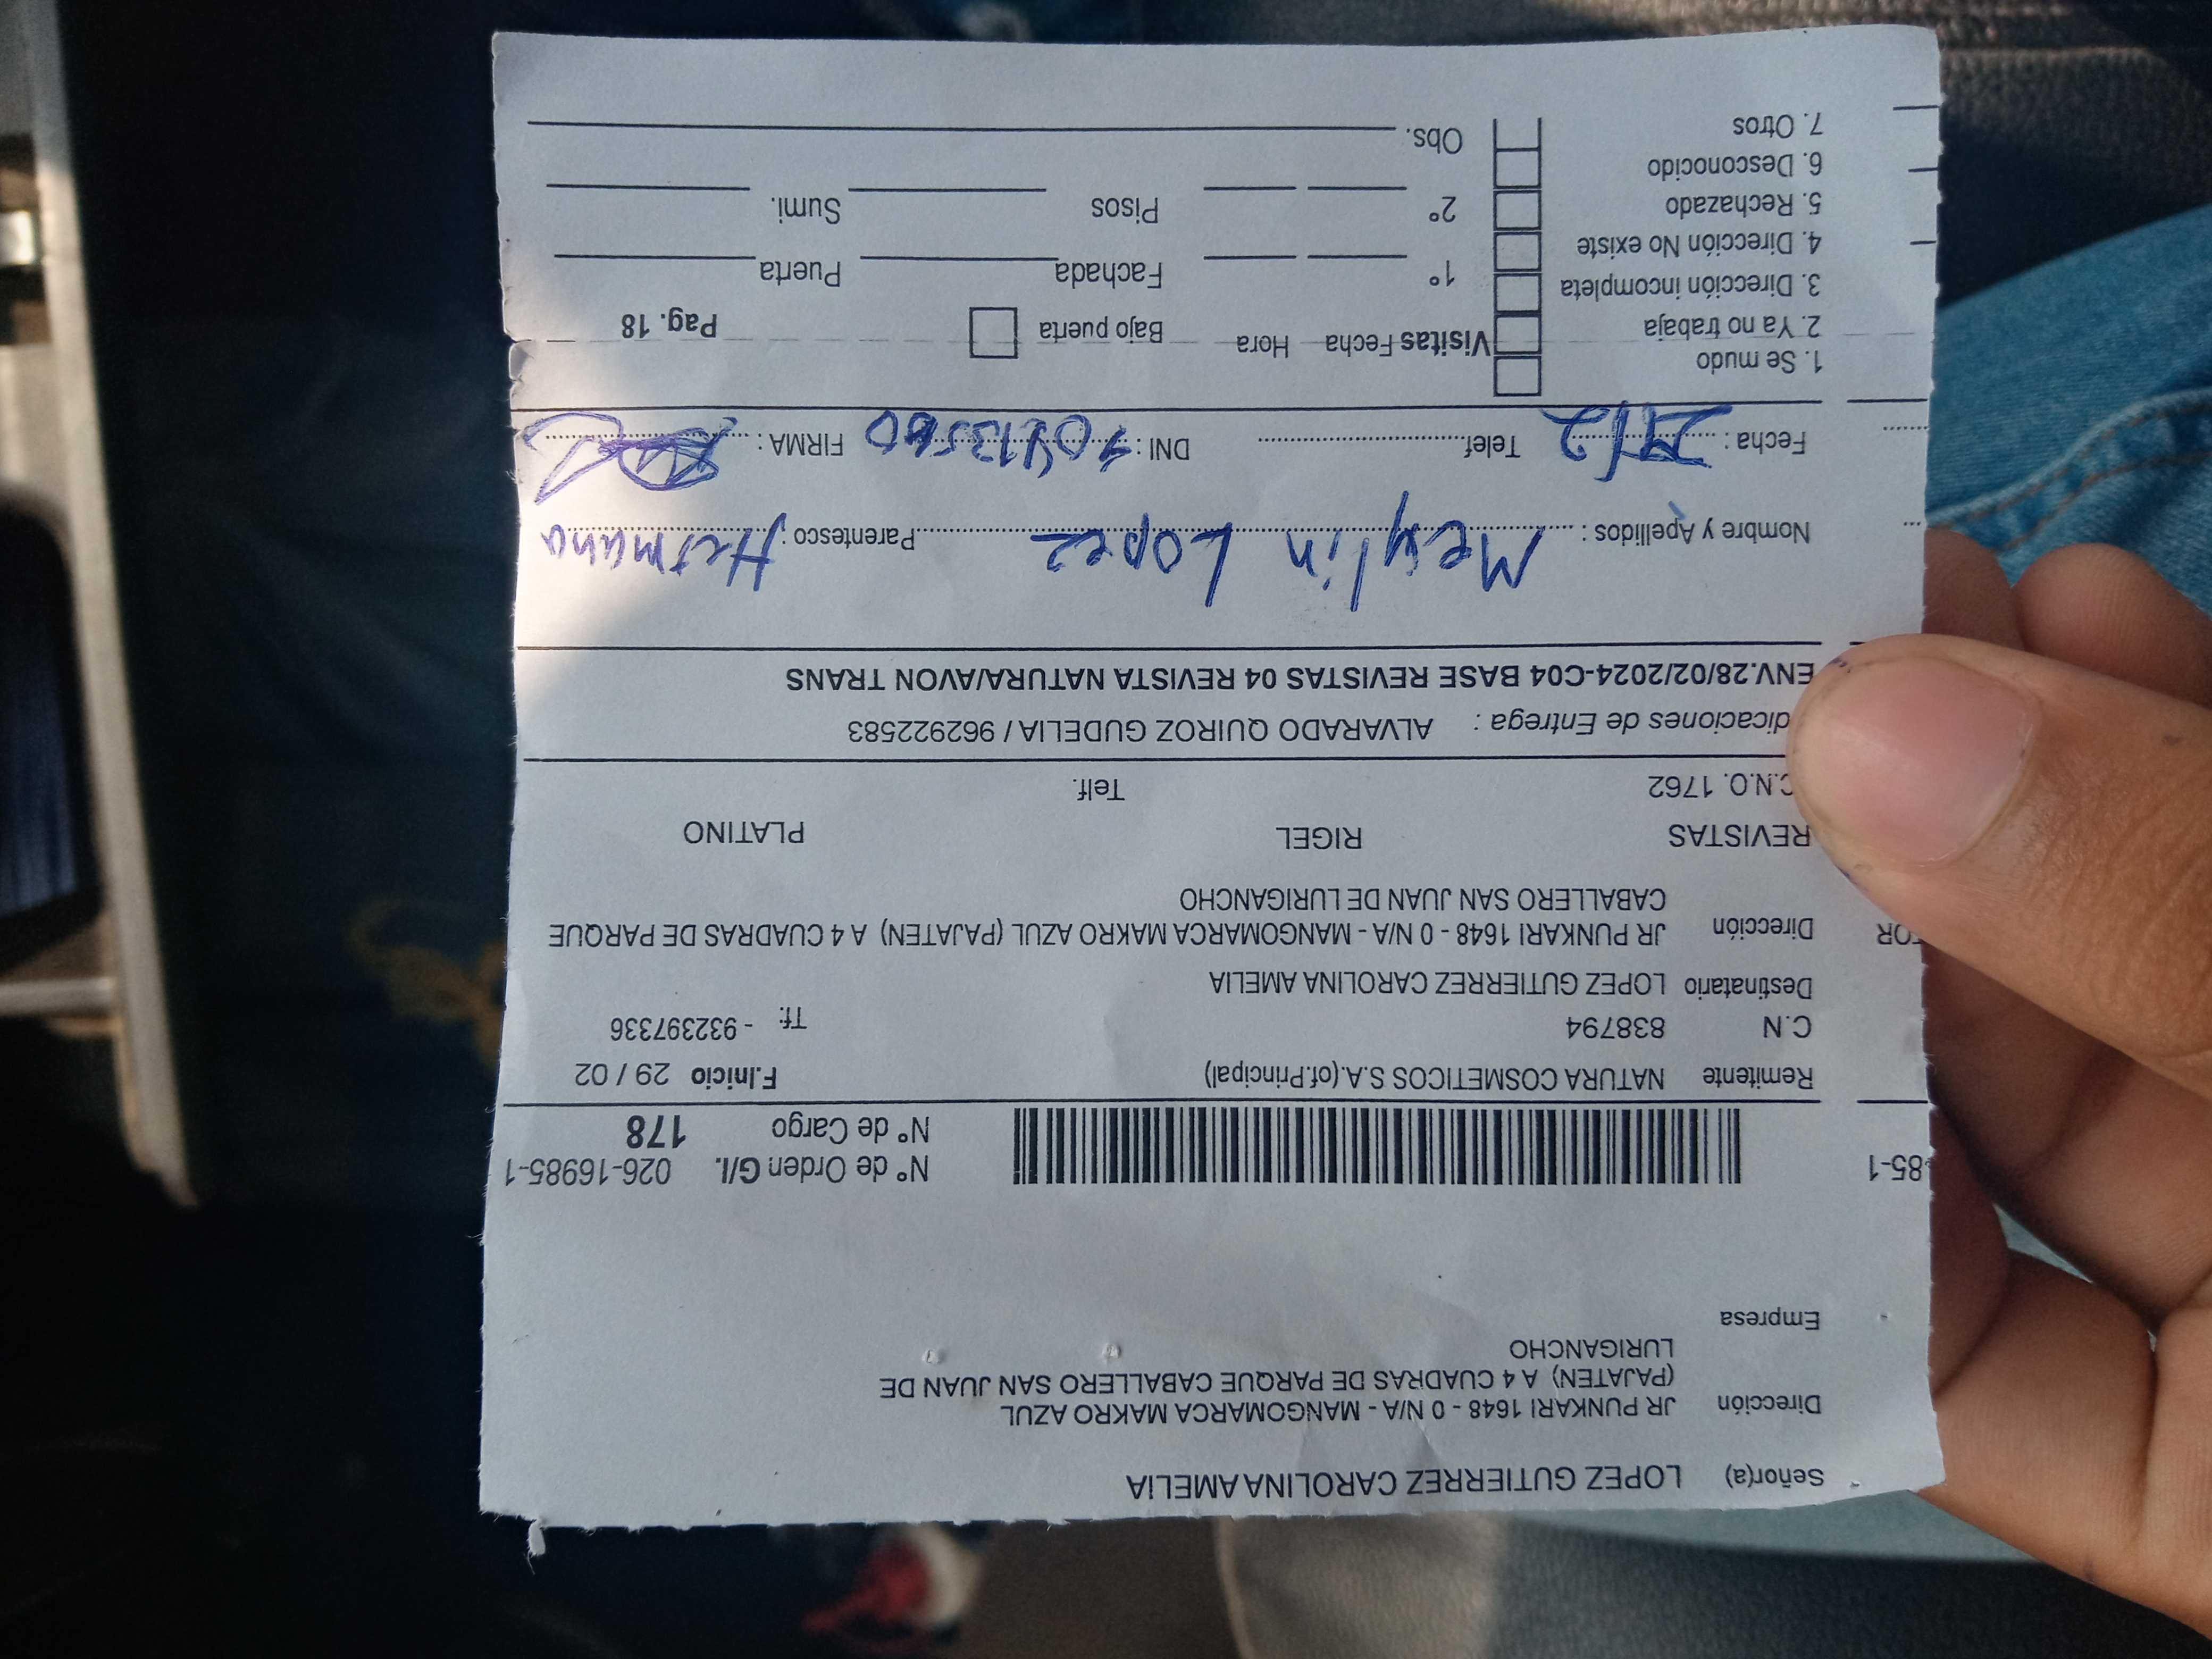 Señor(a) LOPEZ GUTIERREZ CAROLINA AMELIA
Dirección JR PUNKARI 1648 - 0 N/A - MANGOMARCA MAKRO AZUL
(PAJATEN) A 4 CUADRAS DE PARQUE CABALLERO SAN JUAN DE
LURIGANCHO
Empresa
85-1
N° de Orden G/I. 026-16985-1
N° de Cargo 178
Remitente NATURA COSMETICOS S.A.(of.Principal) F.Inicio 29 / 02
C.N 838794 Tf: - 932397336
Destinatario LOPEZ GUTIERREZ CAROLINA AMELIA
TOR
Dirección JR PUNKARI 1648 - 0 N/A - MANGOMARCA MAKRO AZUL (PAJATEN) A 4 CUADRAS DE PARQUE
CABALLERO SAN JUAN DE LURIGANCHO
REVISTAS RIGEL PLATINO
C.N.O. 1762 Telf.
dicaciones de Entrega : ALVARADO QUIROZ GUDELIA / 962922583
ENV.28/02/2024-C04 BASE REVISTAS 04 REVISTA NATURA/AVON TRANS
Nombre y Apellidos : Meylin Lopez Parentesco : Hermana
Fecha : Telef. DNI : FIRMA :
1. Se mudo
2. Ya no trabaja Visitas Fecha Hora Bajo puerta Pag. 18
3. Dirección incompleta 1° Fachada Puerta
4. Dirección No existe
5. Rechazado 2° Pisos Sumi.
6. Desconocido
7. Otros Obs.